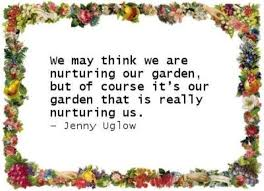 We may think we are
nurturing our garden,
but of course it's our
garden that is really
nurturing us.
– Jenny Uglow